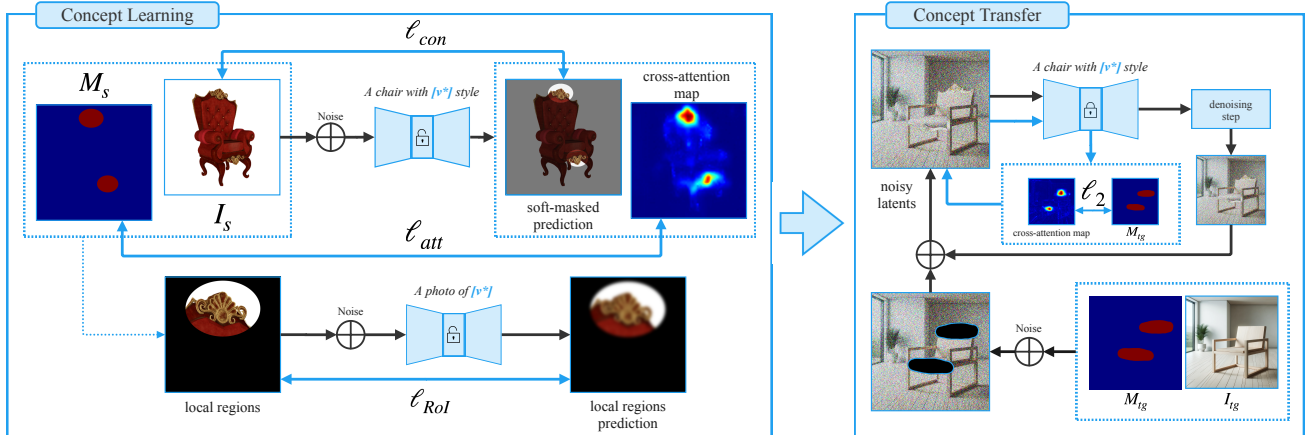 Concept Learning
ℓcon
Ms
Is
Noise
A chair with [v*] style
cross-attention
map
soft-masked
prediction
ℓatt
A photo of [v*]
Noise
local regions
ℓRoI
local regions
prediction
Concept Transfer
A chair with [v*] style
denoising
step
noisy
latents
ℓ2
cross-attention map
Mtg
Noise
Mtg
Itg